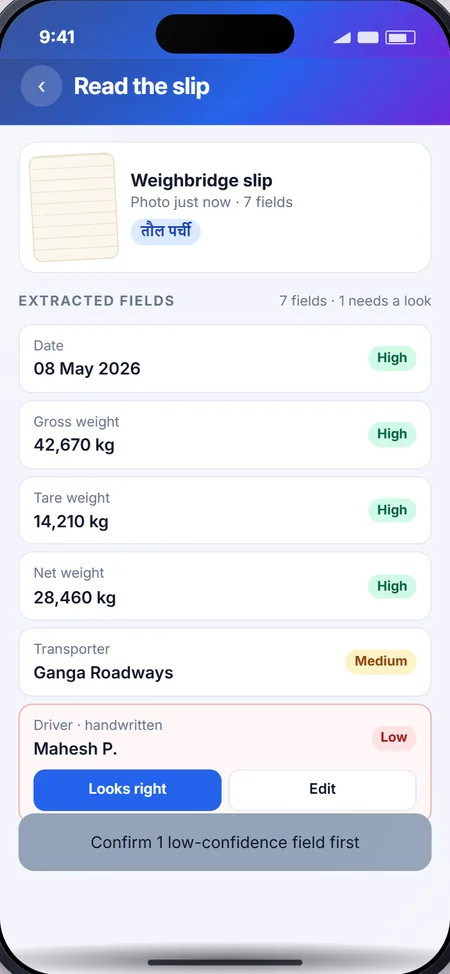 9:41
Read the slip
Weighbridge slip
Photo just now · 7 fields
तौल पर्ची
EXTRACTED FIELDS
7 fields · 1 needs a look
Date
08 May 2026
High
Gross weight
42,670 kg
High
Tare weight
14,210 kg
High
Net weight
28,460 kg
High
Transporter
Ganga Roadways
Medium
Driver · handwritten
Mahesh P.
Low
Looks right
Edit
Confirm 1 low-confidence field first